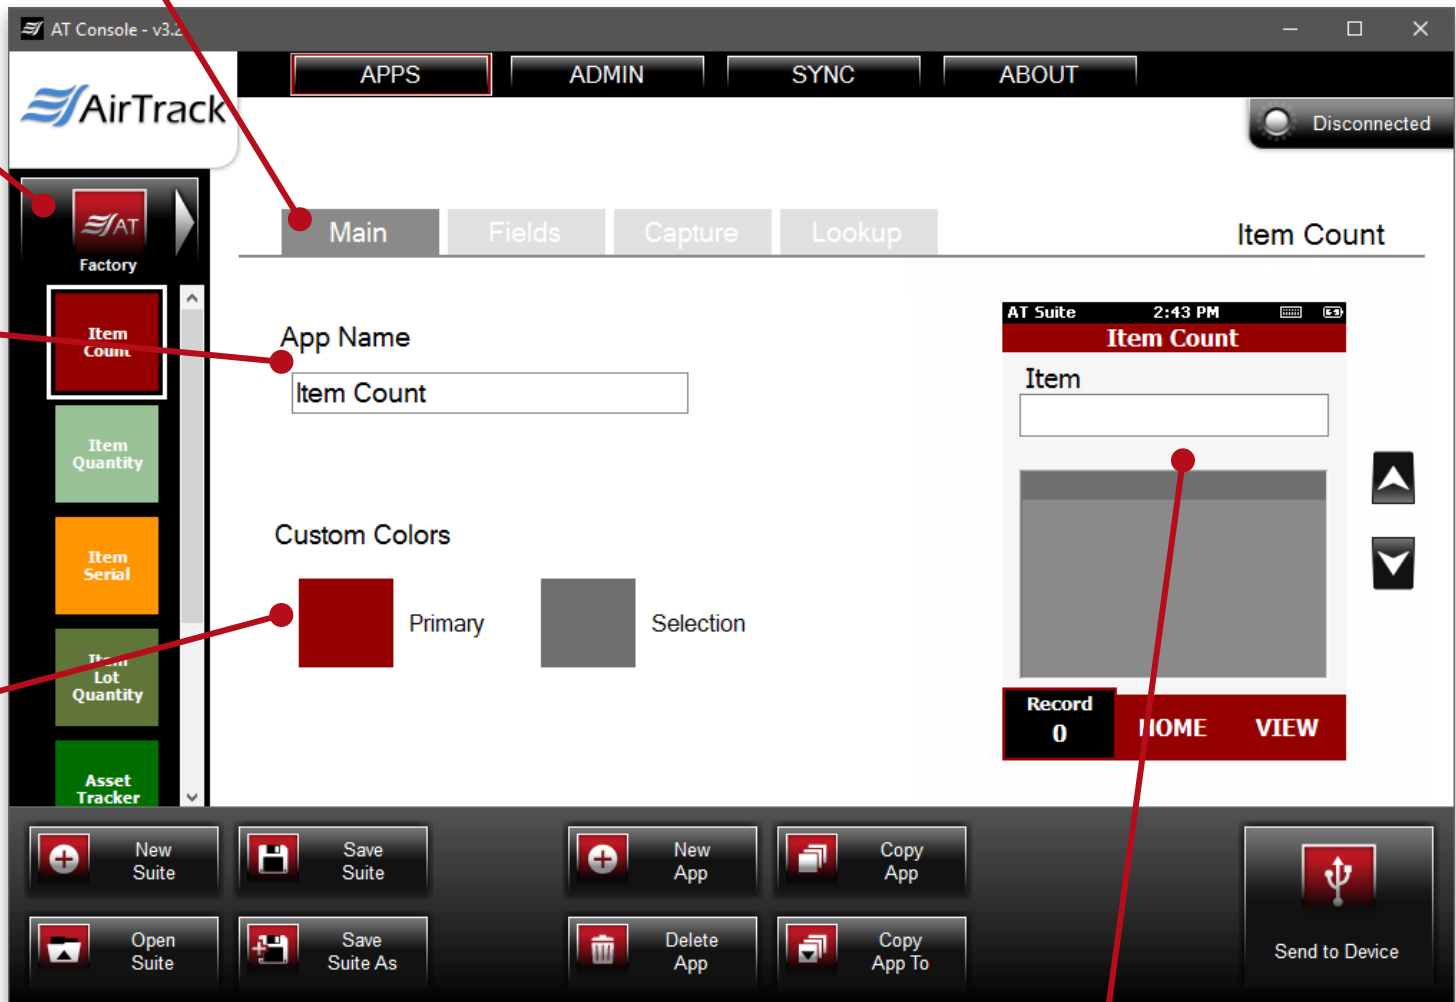 AT Console - v3.2
APPS
ADMIN
SYNC
ABOUT
AirTrack
Disconnected
AT
Factory
Main
Fields
Capture
Lookup
Item Count
Item
Count
Item
Quantity
Item
Serial
Item
Lot
Quantity
Asset
Tracker
App Name
Item Count
Custom Colors
Primary
Selection
AT Suite
2:43 PM
Item Count
Item
Record
0
HOME
VIEW
New
Suite
Save
Suite
New
App
Copy
App
Open
Suite
Save
Suite As
Delete
App
Copy
App To
Send to Device